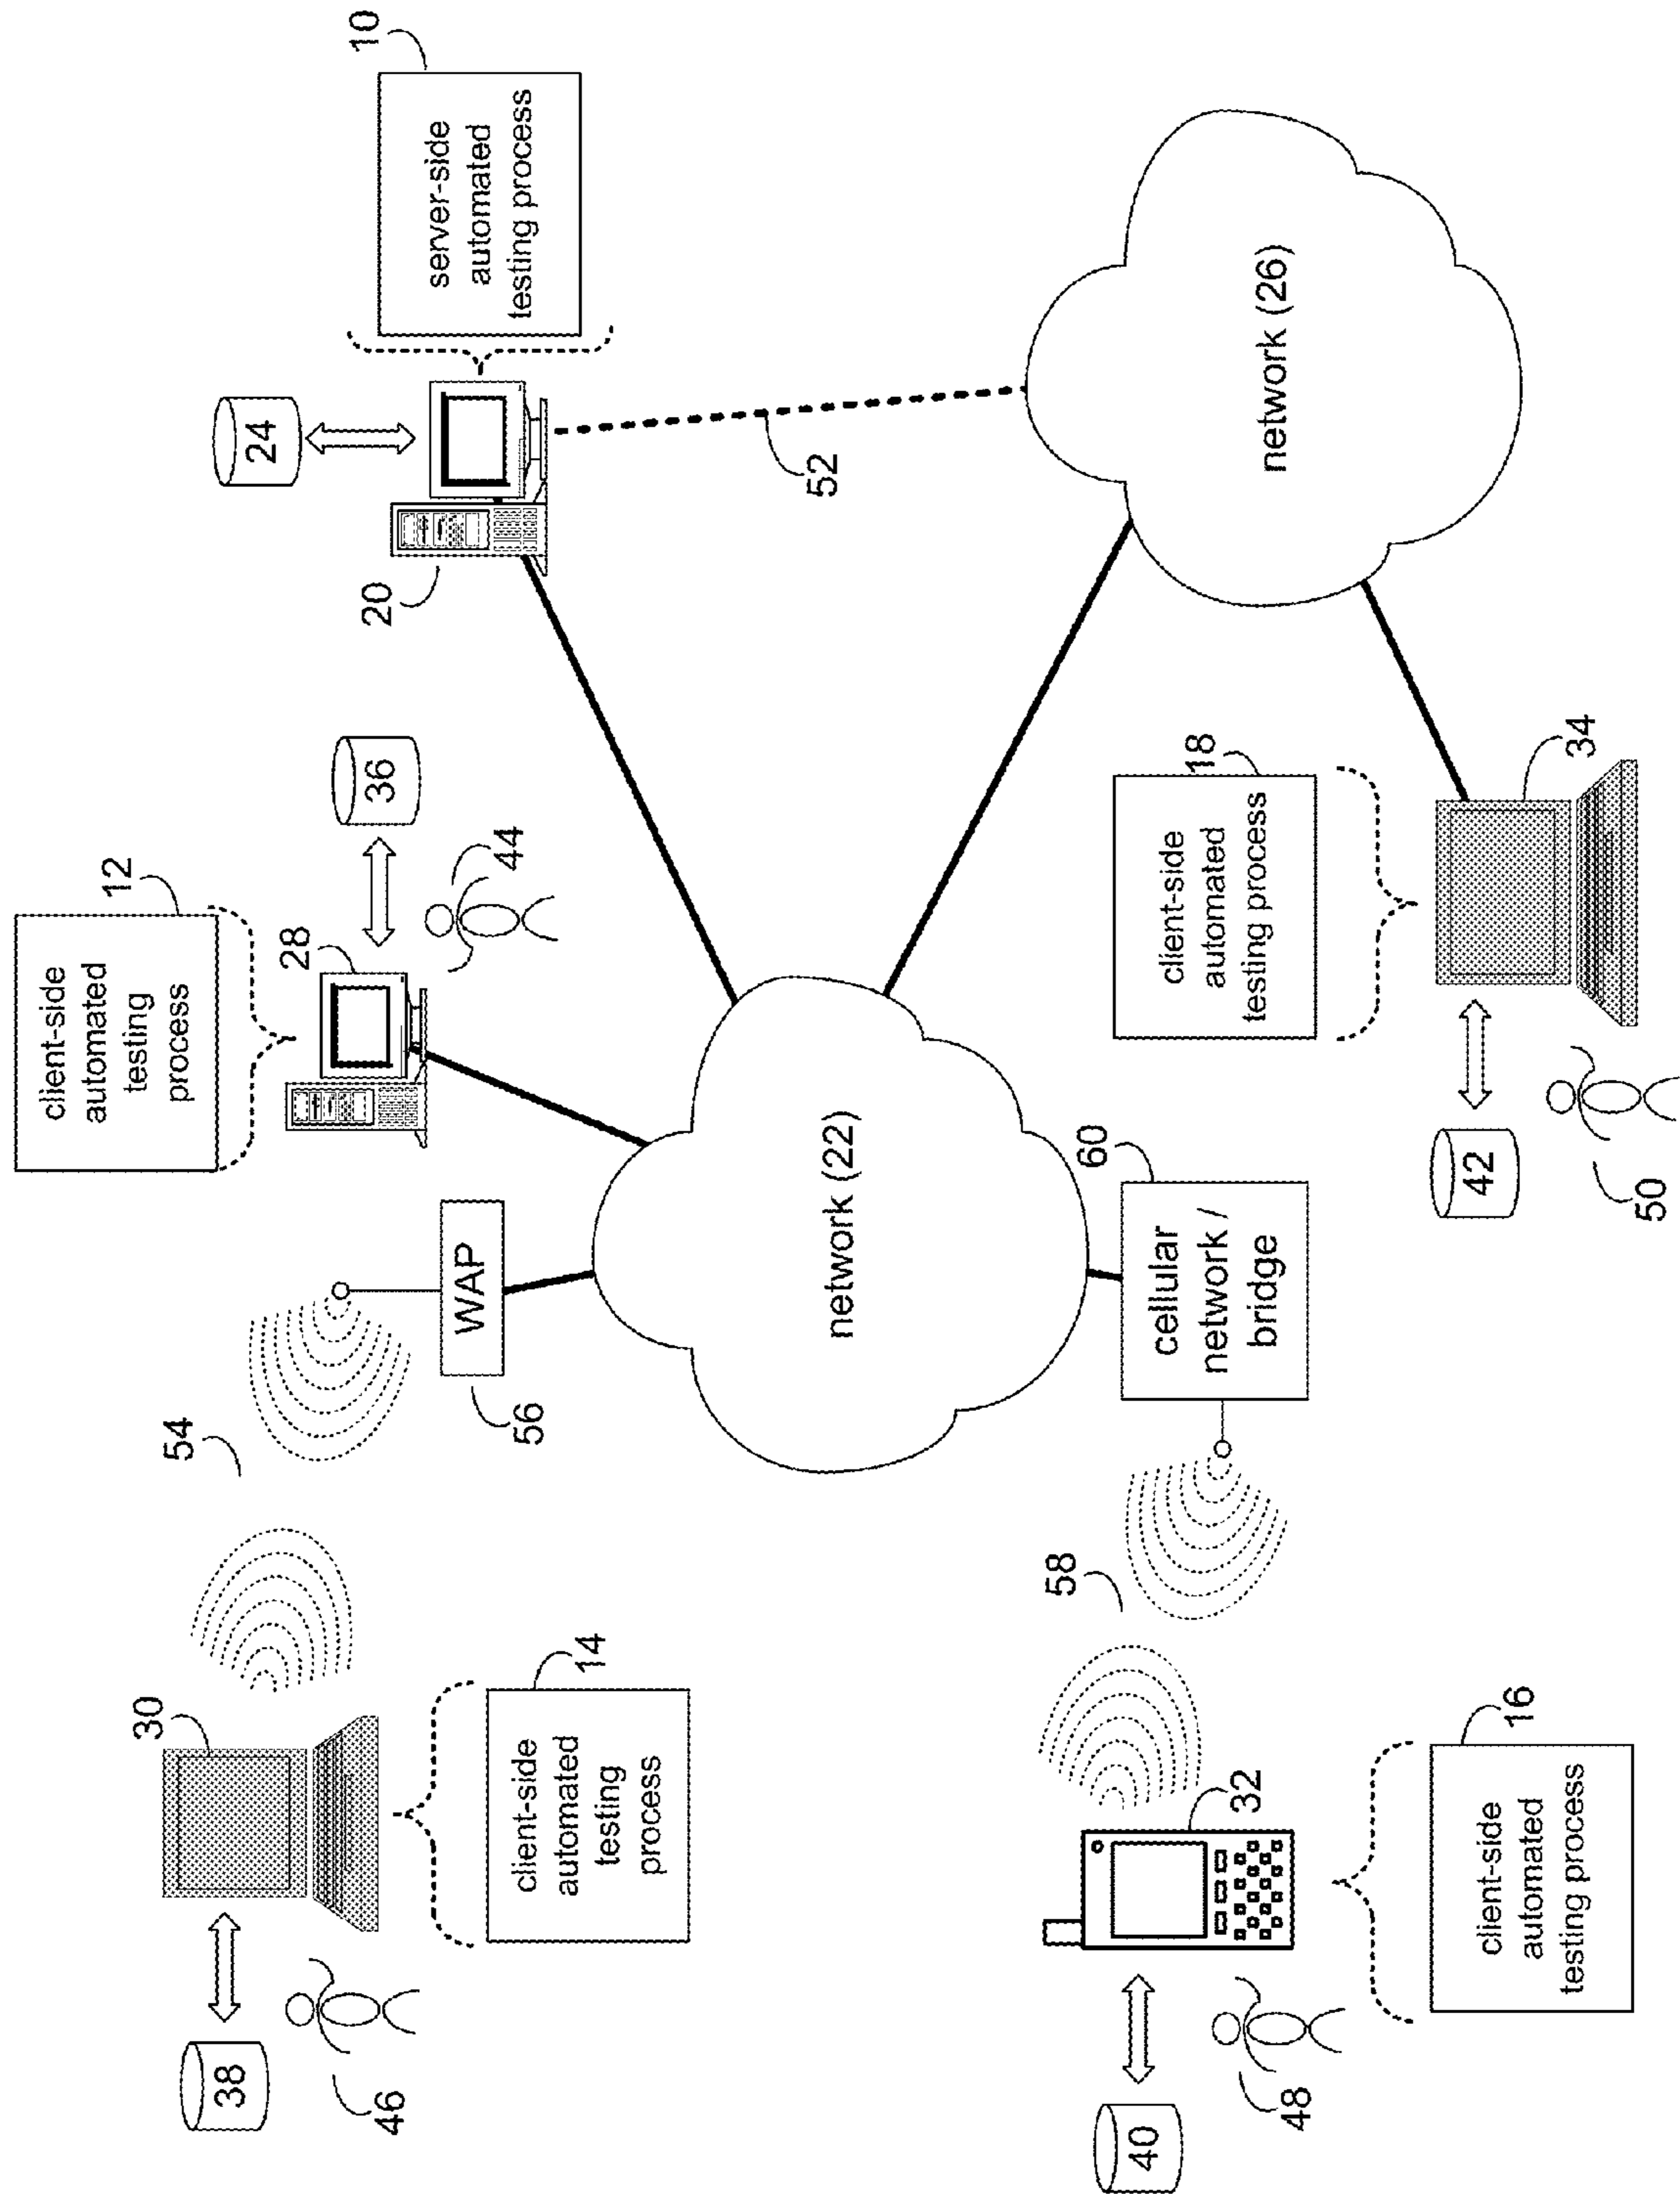 38
46
30
client-side
automated
testing
process
14
54
WAP
56
client-side
automated
testing
process
12
28
36
44
24
20
server-side
automated
testing process
10
network (22)
52
network (26)
40
48
32
client-side
automated
testing process
16
58
cellular
network /
bridge
60
client-side
automated
testing process
18
42
50
34